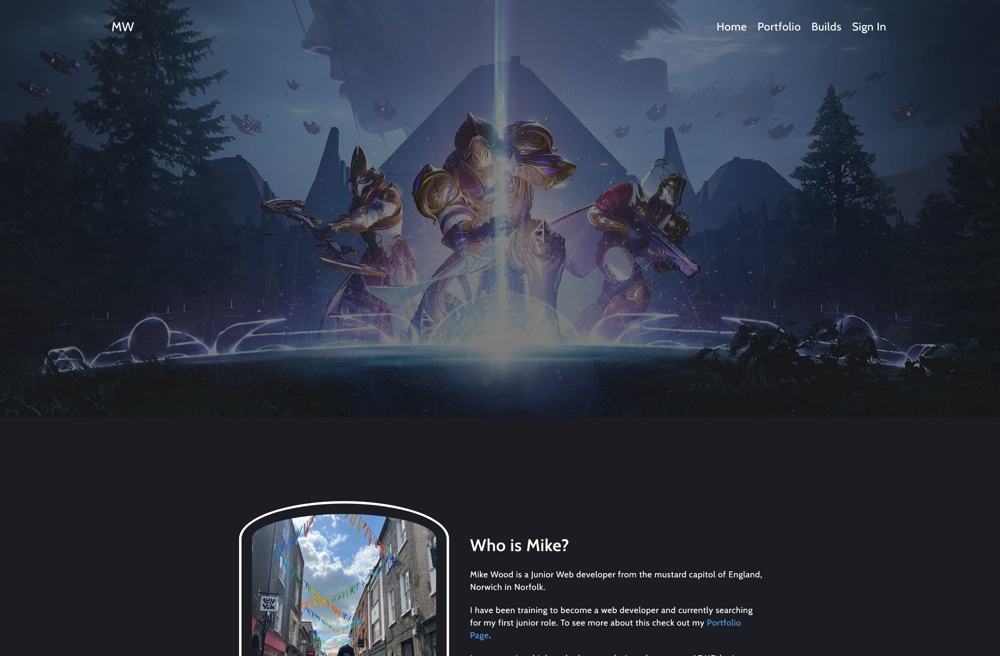 MW
Home Portfolio Builds Sign In
Who is Mike?
Mike Wood is a Junior Web developer from the mustard capitol of England,
Norwich in Norfolk.
I have been training to become a web developer and currently searching
for my first junior role. To see more about this check out my Portfolio
Page.